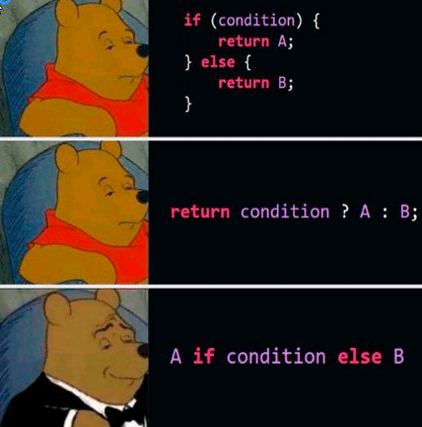 if (condition) {
return A;
} else {
return B;
}
return condition ? A : B;
A if condition else B